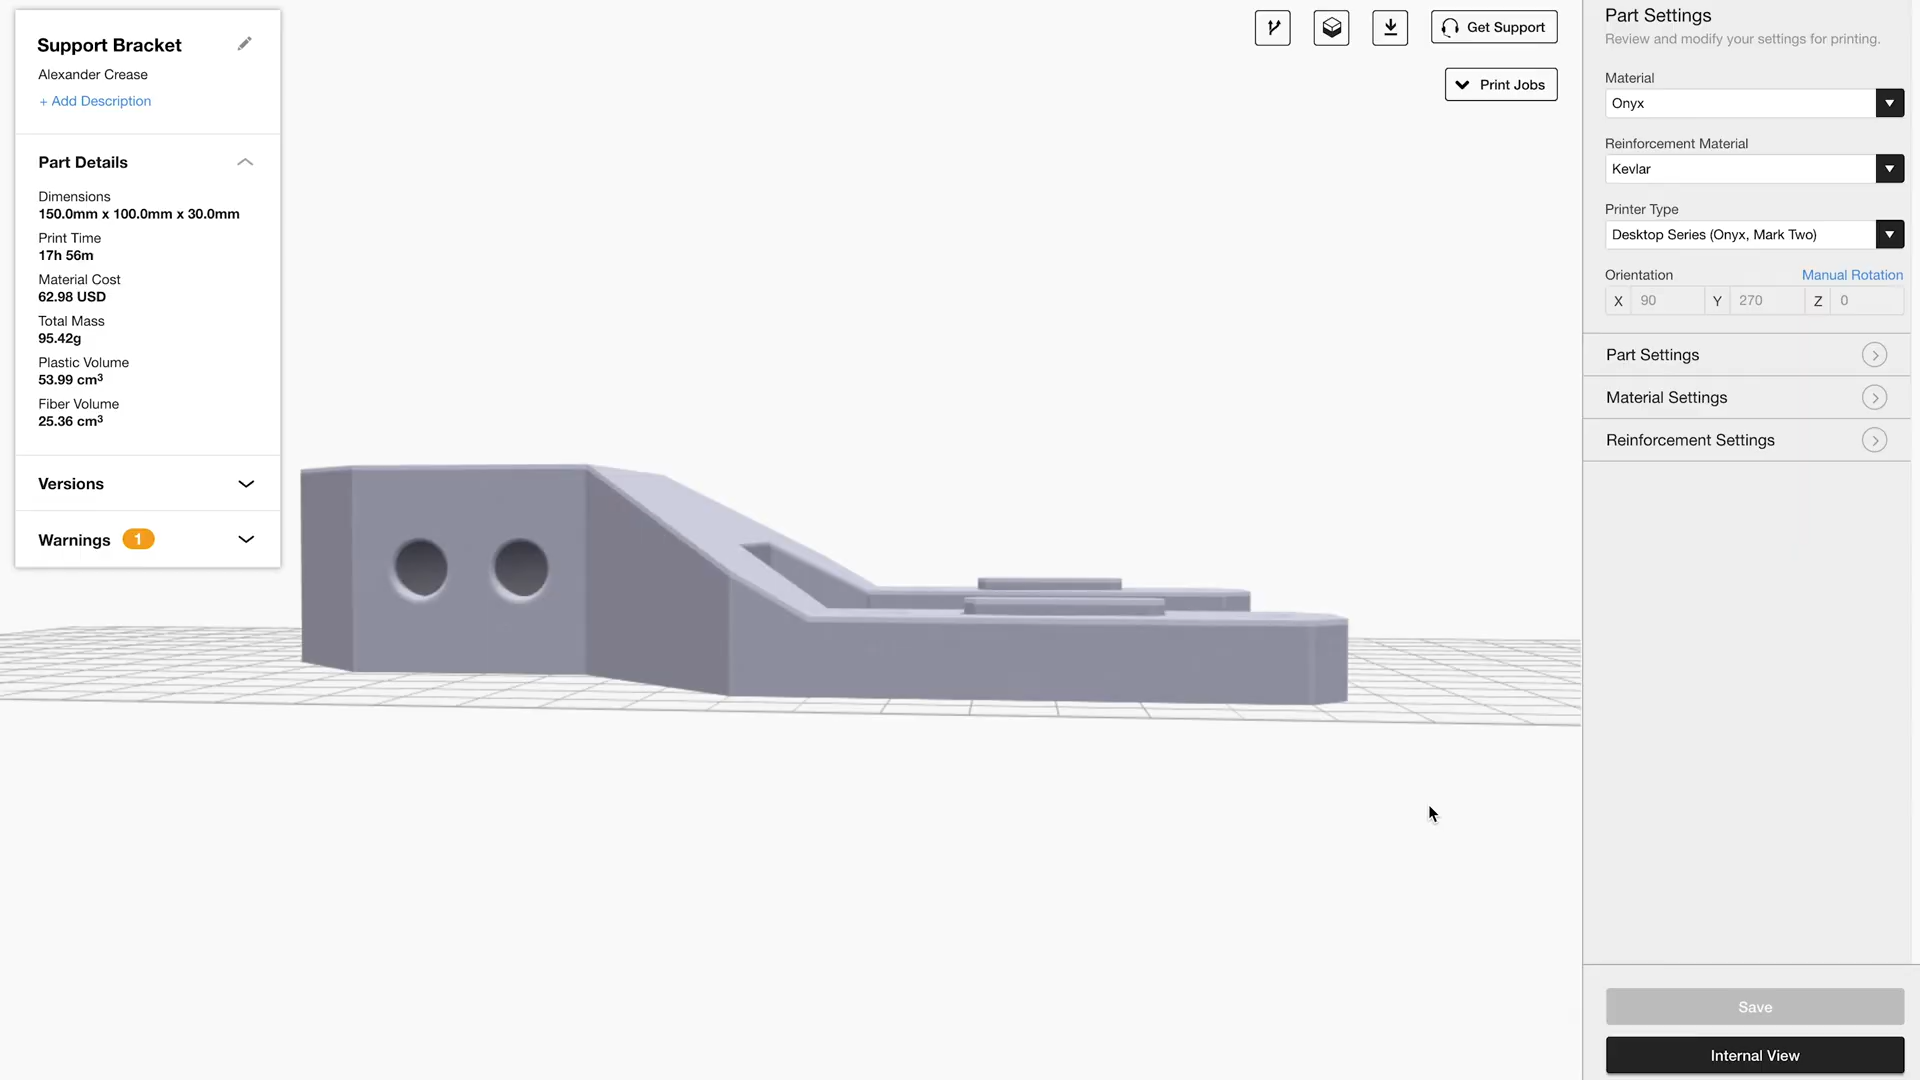 Support Bracket
Alexander Crease
+ Add Description
Part Details
Dimensions
150.0mm x 100.0mm x 30.0mm
Print Time
17h 56m
Material Cost
62.98 USD
Total Mass
95.42g
Plastic Volume
53.99 cm³
Fiber Volume
25.36 cm³
Versions
Warnings 1
Get Support
Print Jobs
Part Settings
Review and modify your settings for printing.
Material
Onyx
Reinforcement Material
Kevlar
Printer Type
Desktop Series (Onyx, Mark Two)
Orientation Manual Rotation
X 90 Y 270 Z 0
Part Settings
Material Settings
Reinforcement Settings
Save
Internal View